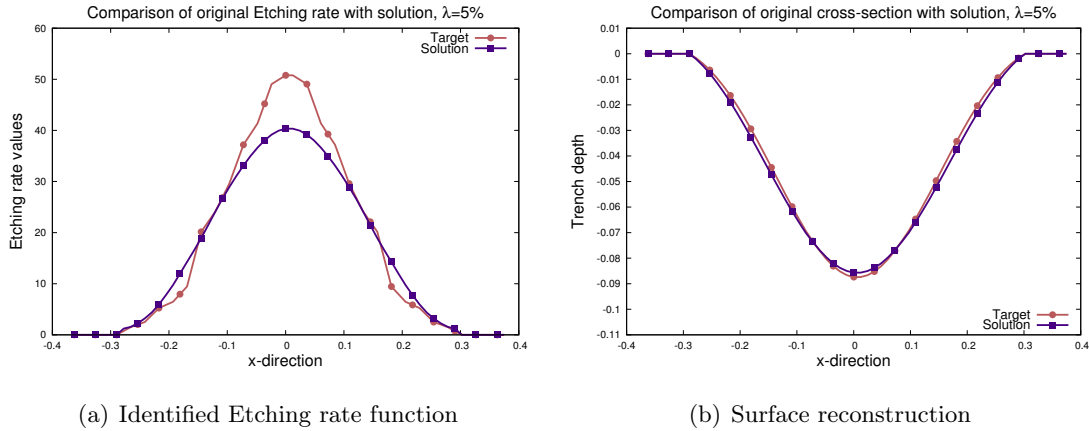 Comparison of original Etching rate with solution, λ=5%
60
50
40
30
20
10
0
Etching rate values
Target
Solution
-0.4 -0.3 -0.2 -0.1 0 0.1 0.2 0.3 0.4
x-direction
(a) Identified Etching rate function
Comparison of original cross-section with solution, λ=5%
0.01
0
-0.01
-0.02
-0.03
-0.04
-0.05
-0.06
-0.07
-0.08
-0.09
-0.1
-0.11
Trench depth
Target
Solution
-0.4 -0.3 -0.2 -0.1 0 0.1 0.2 0.3 0.4
x-direction
(b) Surface reconstruction